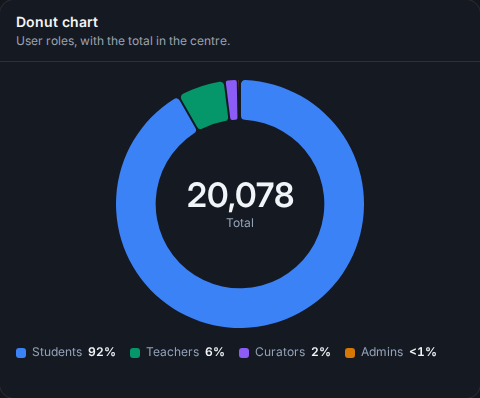 Donut chart
User roles, with the total in the centre.
20,078
Total
Students 92% Teachers 6% Curators 2% Admins <1%